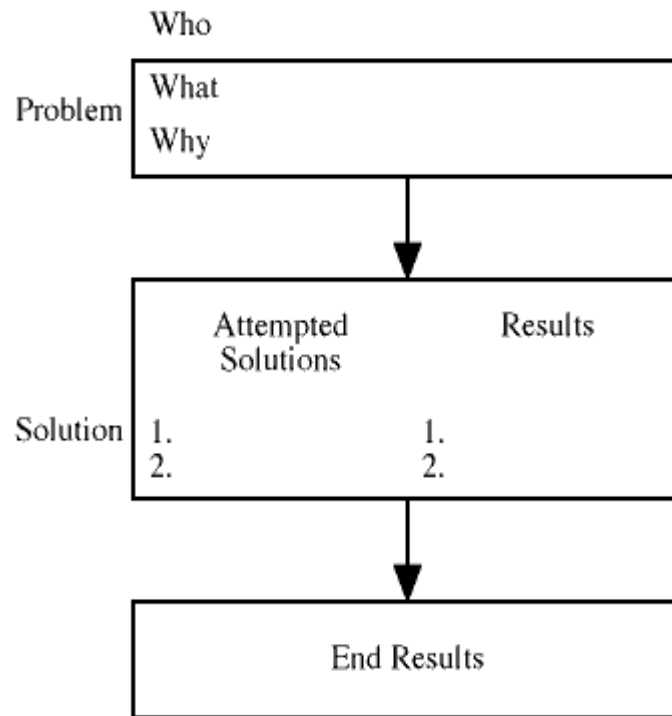 Who
Problem
What
Why
Attempted
Solutions
Results
Solution
1.
2.
1.
2.
End Results